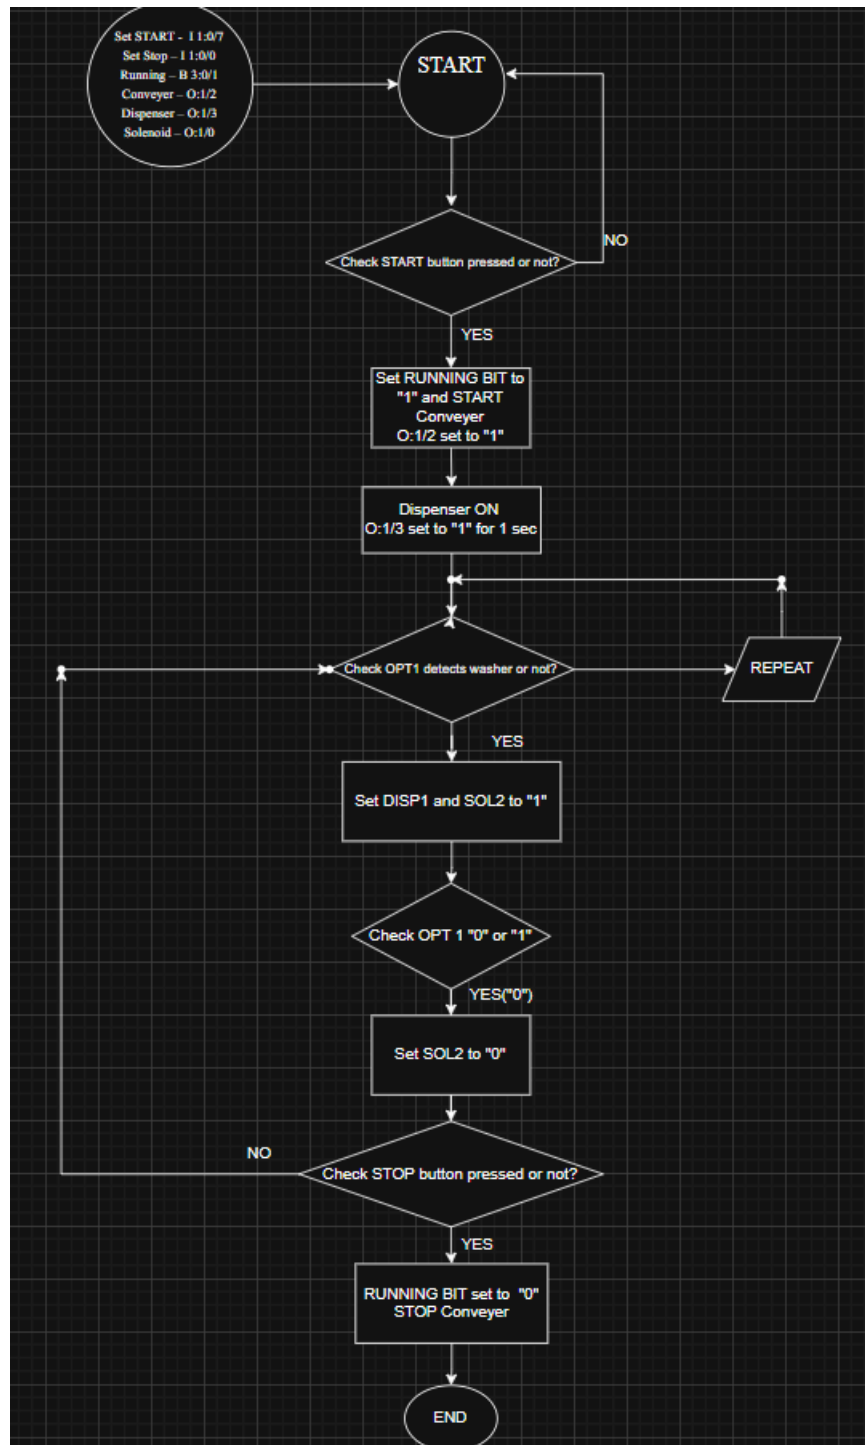 Set START - I 1:0/7
Set Stop – I 1:0/0
Running – B 3:0/1
Conveyer – O:1/2
Dispenser – O:1/3
Solenoid – O:1/0
START
NO
Check START button pressed or not?
YES
Set RUNNING BIT to
"1" and START
Conveyer
O:1/2 set to "1"
Dispenser ON
O:1/3 set to "1" for 1 sec
Check OPT1 detects washer or not?
REPEAT
YES
Set DISP1 and SOL2 to "1"
Check OPT 1 "0" or "1"
YES("0")
Set SOL2 to "0"
NO
Check STOP button pressed or not?
YES
RUNNING BIT set to "0"
STOP Conveyer
END